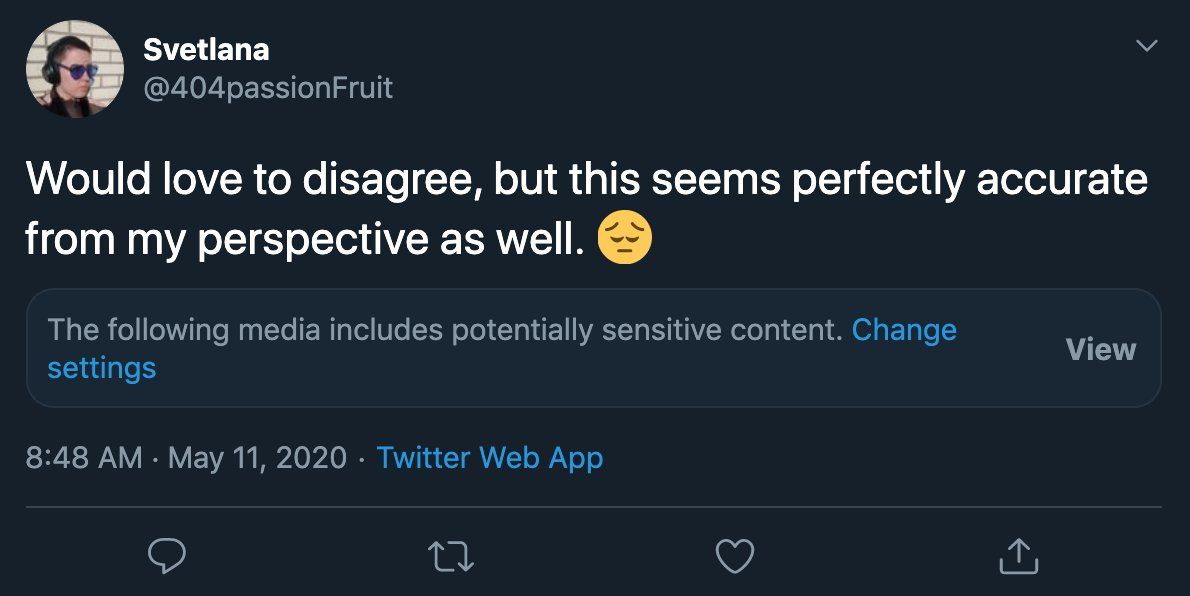 Svetlana
@404passionFruit
Would love to disagree, but this seems perfectly accurate
from my perspective as well. 😔
The following media includes potentially sensitive content. Change
settings
View
8:48 AM · May 11, 2020 · Twitter Web App